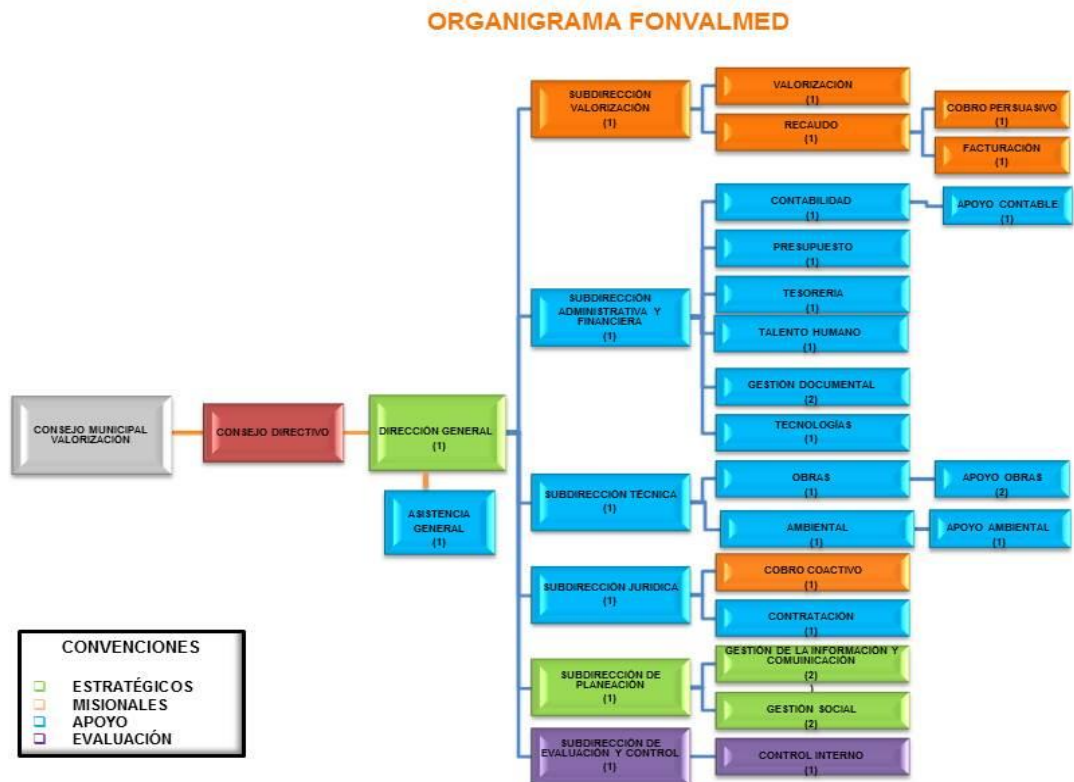 ORGANIGRAMA FONVALMED
CONSEJO MUNICIPAL
VALORIZACIÓN
CONSEJO DIRECTIVO
DIRECCIÓN GENERAL
(1)
ASISTENCIA
GENERAL
(1)
SUBDIRECCIÓN
VALORIZACIÓN
(1)
VALORIZACIÓN
(1)
RECAUDO
(1)
COBRO PERSUASIVO
(1)
FACTURACIÓN
(1)
SUBDIRECCIÓN
ADMINISTRATIVA Y
FINANCIERA
(1)
CONTABILIDAD
(1)
APOYO CONTABLE
(1)
PRESUPUESTO
(1)
TESORERIA
(1)
TALENTO HUMANO
(1)
GESTIÓN DOCUMENTAL
(2)
TECNOLOGÍAS
(1)
SUBDIRECCIÓN TÉCNICA
(1)
OBRAS
(1)
APOYO OBRAS
(2)
AMBIENTAL
(1)
APOYO AMBIENTAL
(1)
SUBDIRECCIÓN JURIDICA
(1)
COBRO COACTIVO
(1)
CONTRATACIÓN
(1)
SUBDIRECCIÓN DE
PLANEACIÓN
(1)
GESTIÓN DE LA INFORMACIÓN Y
COMUINICACIÓN
(2)
GESTIÓN SOCIAL
(2)
SUBDIRECCIÓN DE
EVALUACIÓN Y CONTROL
(1)
CONTROL INTERNO
(1)
CONVENCIONES
ESTRATÉGICOS
MISIONALES
APOYO
EVALUACIÓN